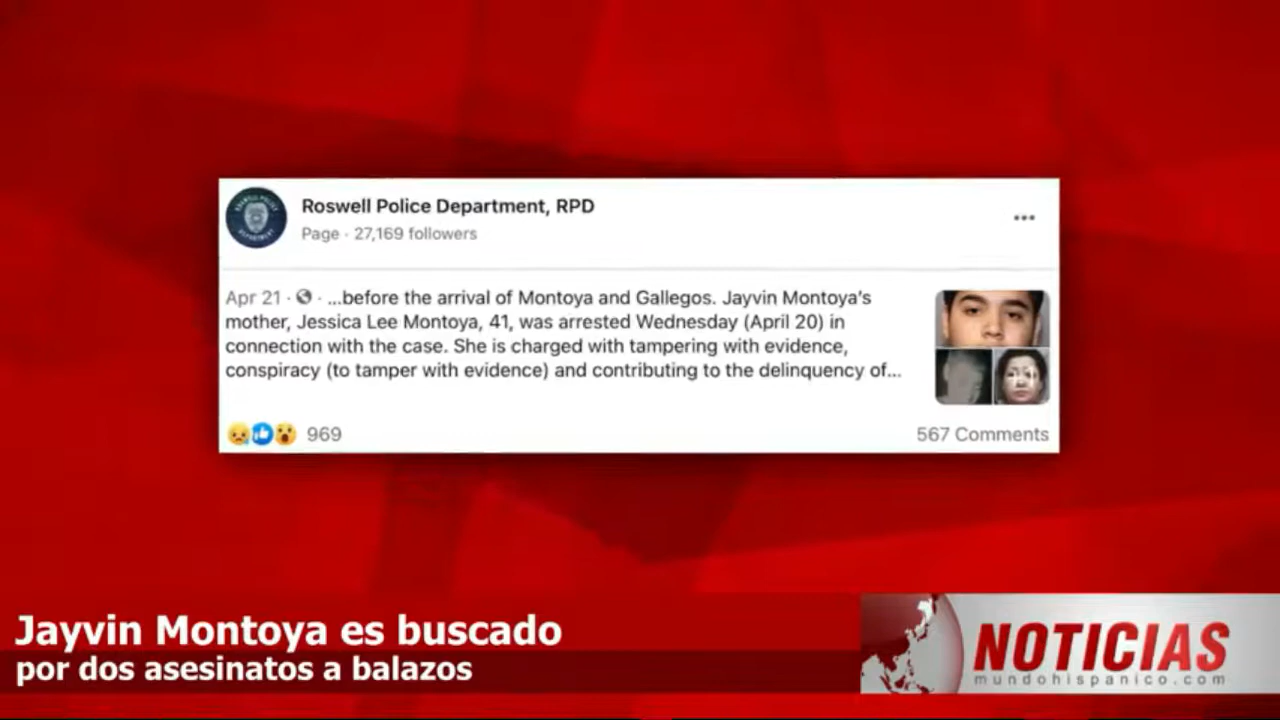 Roswell Police Department, RPD
Page · 27,169 followers
Apr 21 · · ...before the arrival of Montoya and Gallegos. Jayvin Montoya's
mother, Jessica Lee Montoya, 41, was arrested Wednesday (April 20) in
connection with the case. She is charged with tampering with evidence,
conspiracy (to tamper with evidence) and contributing to the delinquency of...
969
567 Comments
Jayvin Montoya es buscado
por dos asesinatos a balazos
NOTICIAS
mundohispanico.com